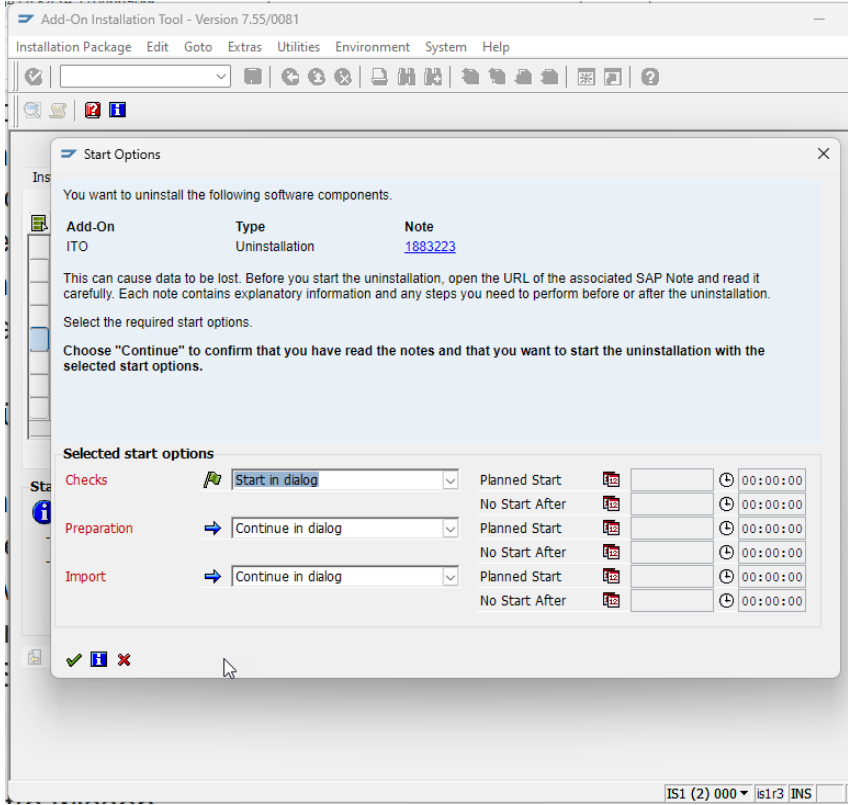 Add-On Installation Tool - Version 7.55/0081
Installation Package Edit Goto Extras Utilities Environment System Help
Start Options
Ins
You want to uninstall the following software components.
Add-On Type Note
ITO Uninstallation 1883223
This can cause data to be lost. Before you start the uninstallation, open the URL of the associated SAP Note and read it
carefully. Each note contains explanatory information and any steps you need to perform before or after the uninstallation.
Select the required start options.
Choose "Continue" to confirm that you have read the notes and that you want to start the uninstallation with the
selected start options.
Selected start options
Sta
Checks Start in dialog Planned Start 00:00:00
No Start After 00:00:00
Preparation Continue in dialog Planned Start 00:00:00
No Start After 00:00:00
Import Continue in dialog Planned Start 00:00:00
No Start After 00:00:00
IS1 (2) 000 is1r3 INS